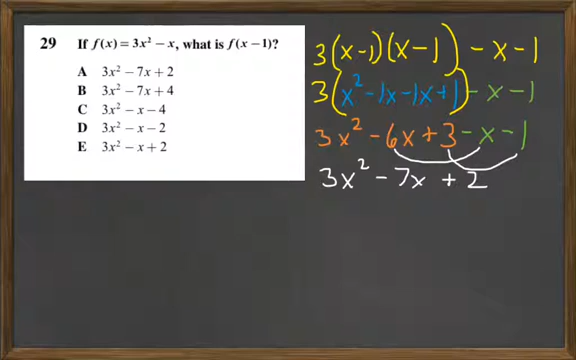 29 If f(x) = 3x² − x, what is f(x − 1)?
A 3x² − 7x + 2
B 3x² − 7x + 4
C 3x² − x − 4
D 3x² − x − 2
E 3x² − x + 2
3(x-1)(x-1) - x - 1
3(x² - 1x - 1x + 1) - x - 1
3x² - 6x + 3 - x - 1
3x² - 7x + 2